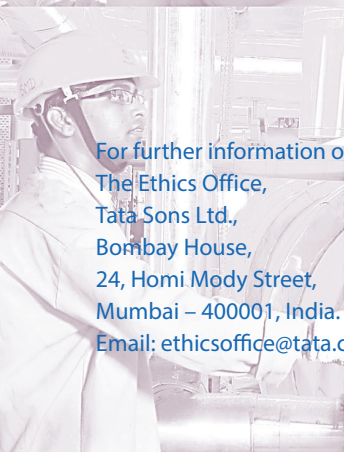 For further information o
The Ethics Office,
Tata Sons Ltd.,
Bombay House,
24, Homi Mody Street,
Mumbai – 400001, India.
Email: ethicsoffice@tata.c